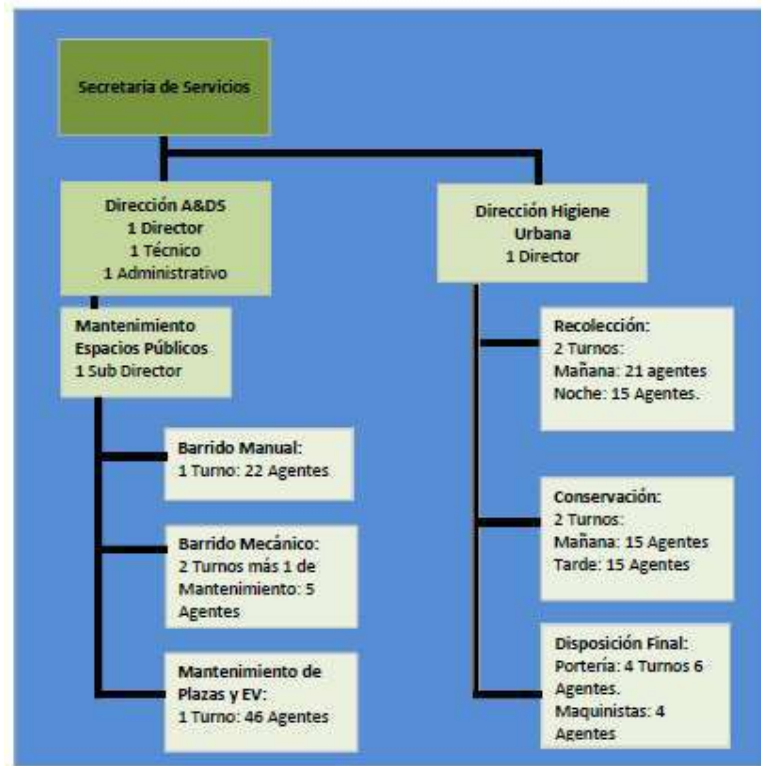 Secretaria de Servicios
Dirección A&DS
1 Director
1 Técnico
1 Administrativo
Mantenimiento
Espacios Públicos
1 Sub Director
Barrido Manual:
1 Turno: 22 Agentes
Barrido Mecánico:
2 Turnos más 1 de
Mantenimiento: 5
Agentes
Mantenimiento de
Plazas y EV:
1 Turno: 46 Agentes
Dirección Higiene
Urbana
1 Director
Recolección:
2 Turnos:
Mañana: 21 agentes
Noche: 15 Agentes.
Conservación:
2 Turnos:
Mañana: 15 Agentes
Tarde: 15 Agentes
Disposición Final:
Portería: 4 Turnos 6
Agentes.
Maquinistas: 4
Agentes